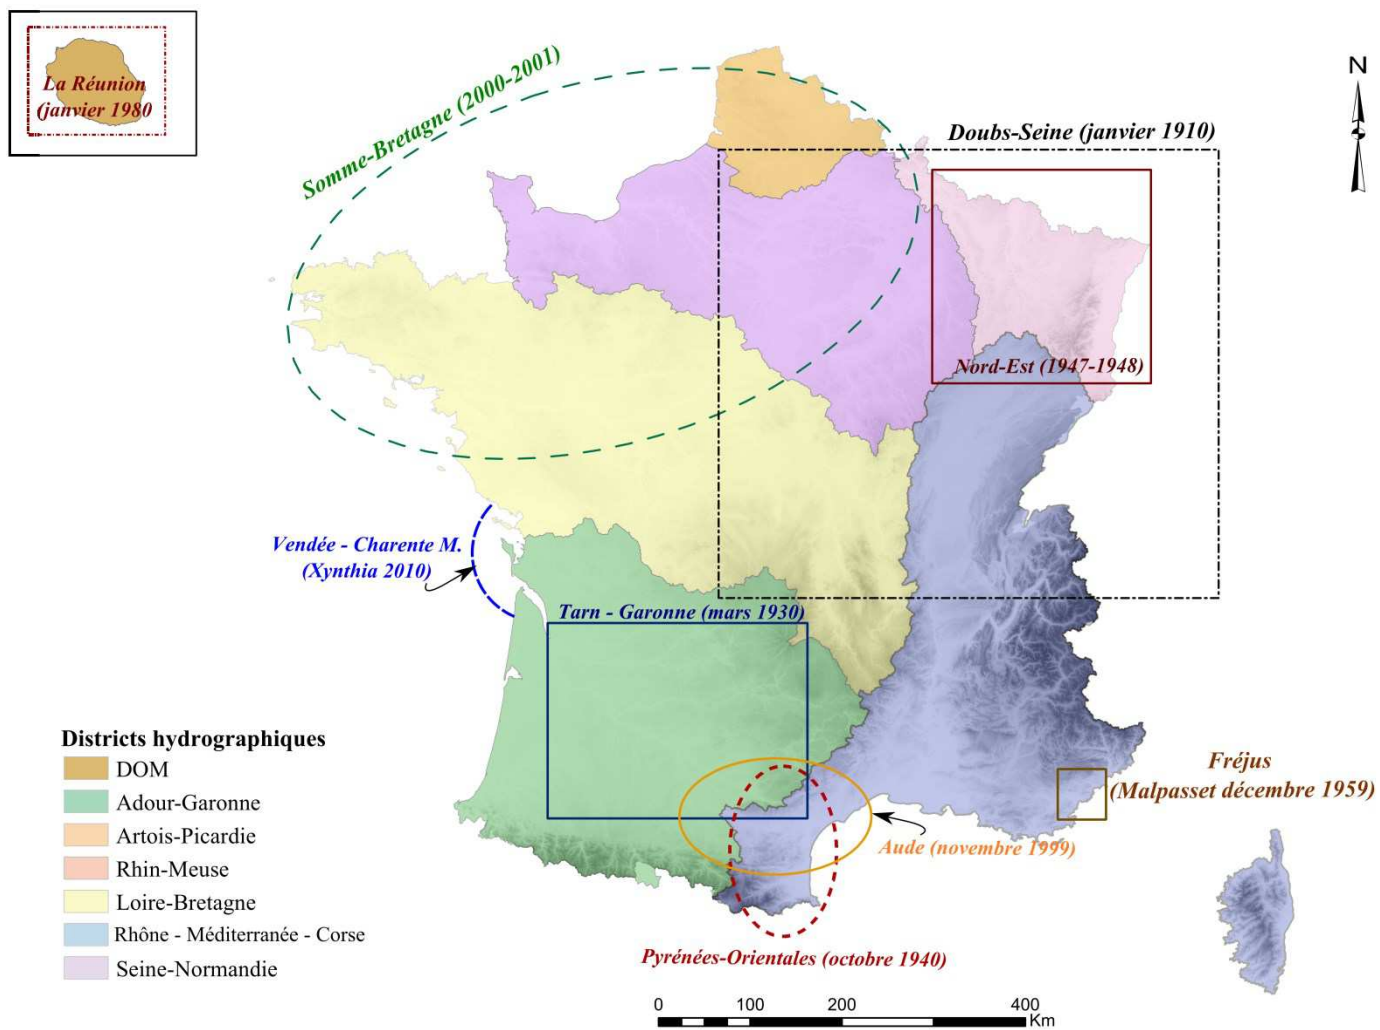 La Réunion
(janvier 1980
Somme-Bretagne (2000-2001)
Doubs-Seine (janvier 1910)
N
Nord-Est (1947-1948)
Vendée - Charente M.
(Xynthia 2010)
Tarn - Garonne (mars 1930)
Districts hydrographiques
DOM
Adour-Garonne
Artois-Picardie
Rhin-Meuse
Loire-Bretagne
Rhône - Méditerranée - Corse
Seine-Normandie
Fréjus
(Malpasset décembre 1959)
Aude (novembre 1999)
Pyrénées-Orientales (octobre 1940)
0 100 200 400
Km